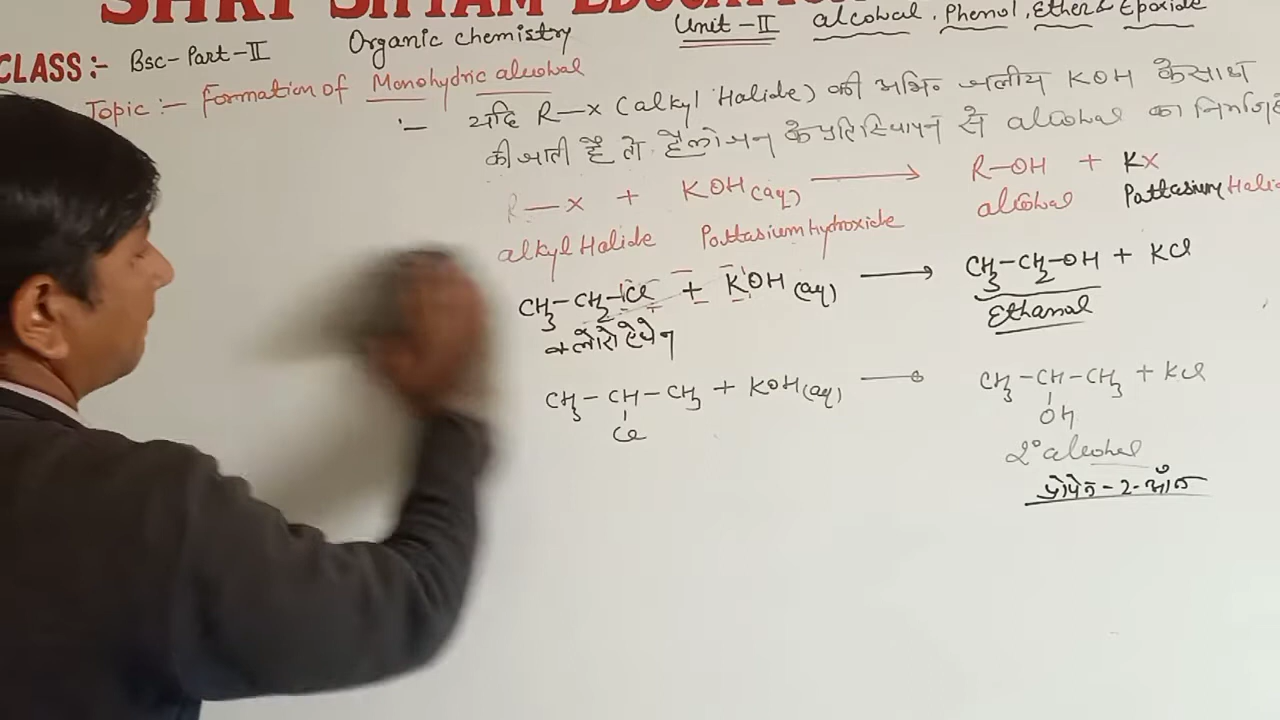 SHRI SHYAM EDUCATION
CLASS:- Bsc-Part-II Organic chemistry Unit-II alcohal, Phenol, Ether & Epoxide
Topic :- Formation of Monohydric alcohal
:- यदि R-X (alkyl Halide) की अभि॰ जलीय KOH के साथ
की जाती है तो हैलोजन के प्रतिस्थापन से alcohal का निर्माण
R-X + KOH(aq) → R-OH + KX
alkyl Halide Pottasium hydroxide alcohal Pottasium Halide
CH3-CH2-Cl + KOH(aq) → CH3-CH2-OH + KCl
क्लोरो ऐथेन Ethanal
CH3-CH-CH3 + KOH(aq) → CH3-CH-CH3 + KCl
Cl OH
2° alcohal
प्रोपेन-2-ऑल